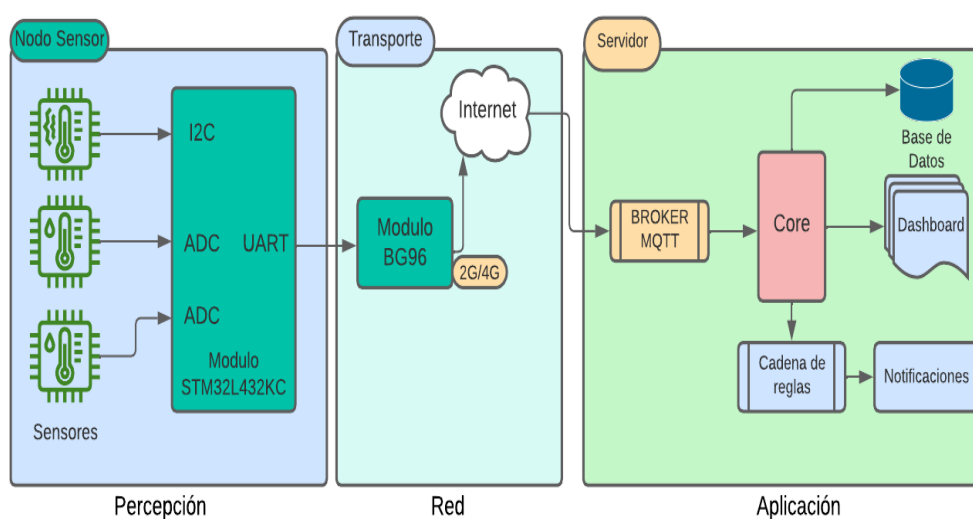 Nodo Sensor
I2C
ADC
UART
ADC
Modulo
STM32L432KC
Sensores
Percepción
Transporte
Internet
Modulo
BG96
2G/4G
Red
Servidor
BROKER
MQTT
Core
Base de
Datos
Dashboard
Cadena de
reglas
Notificaciones
Aplicación